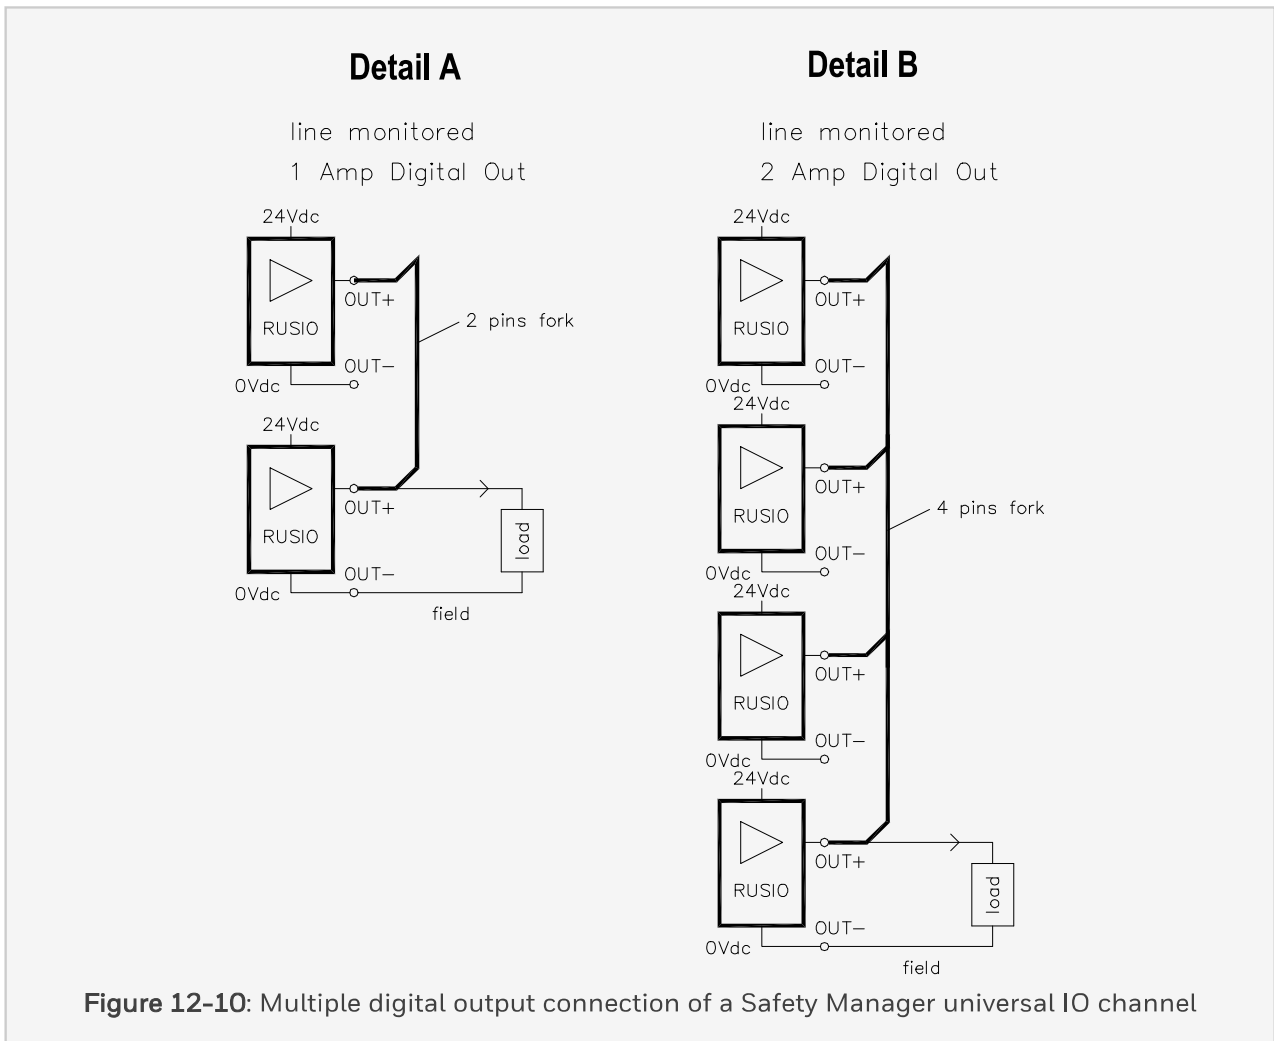 Detail A
line monitored
1 Amp Digital Out
24Vdc
OUT+
RUSIO
2 pins fork
OUT-
0Vdc
24Vdc
OUT+
RUSIO
load
OUT-
0Vdc
field
Detail B
line monitored
2 Amp Digital Out
24Vdc
OUT+
RUSIO
OUT-
0Vdc
24Vdc
OUT+
4 pins fork
RUSIO
OUT-
0Vdc
24Vdc
OUT+
RUSIO
OUT-
0Vdc
24Vdc
OUT+
RUSIO
load
OUT-
0Vdc
field
Figure 12-10: Multiple digital output connection of a Safety Manager universal IO channel